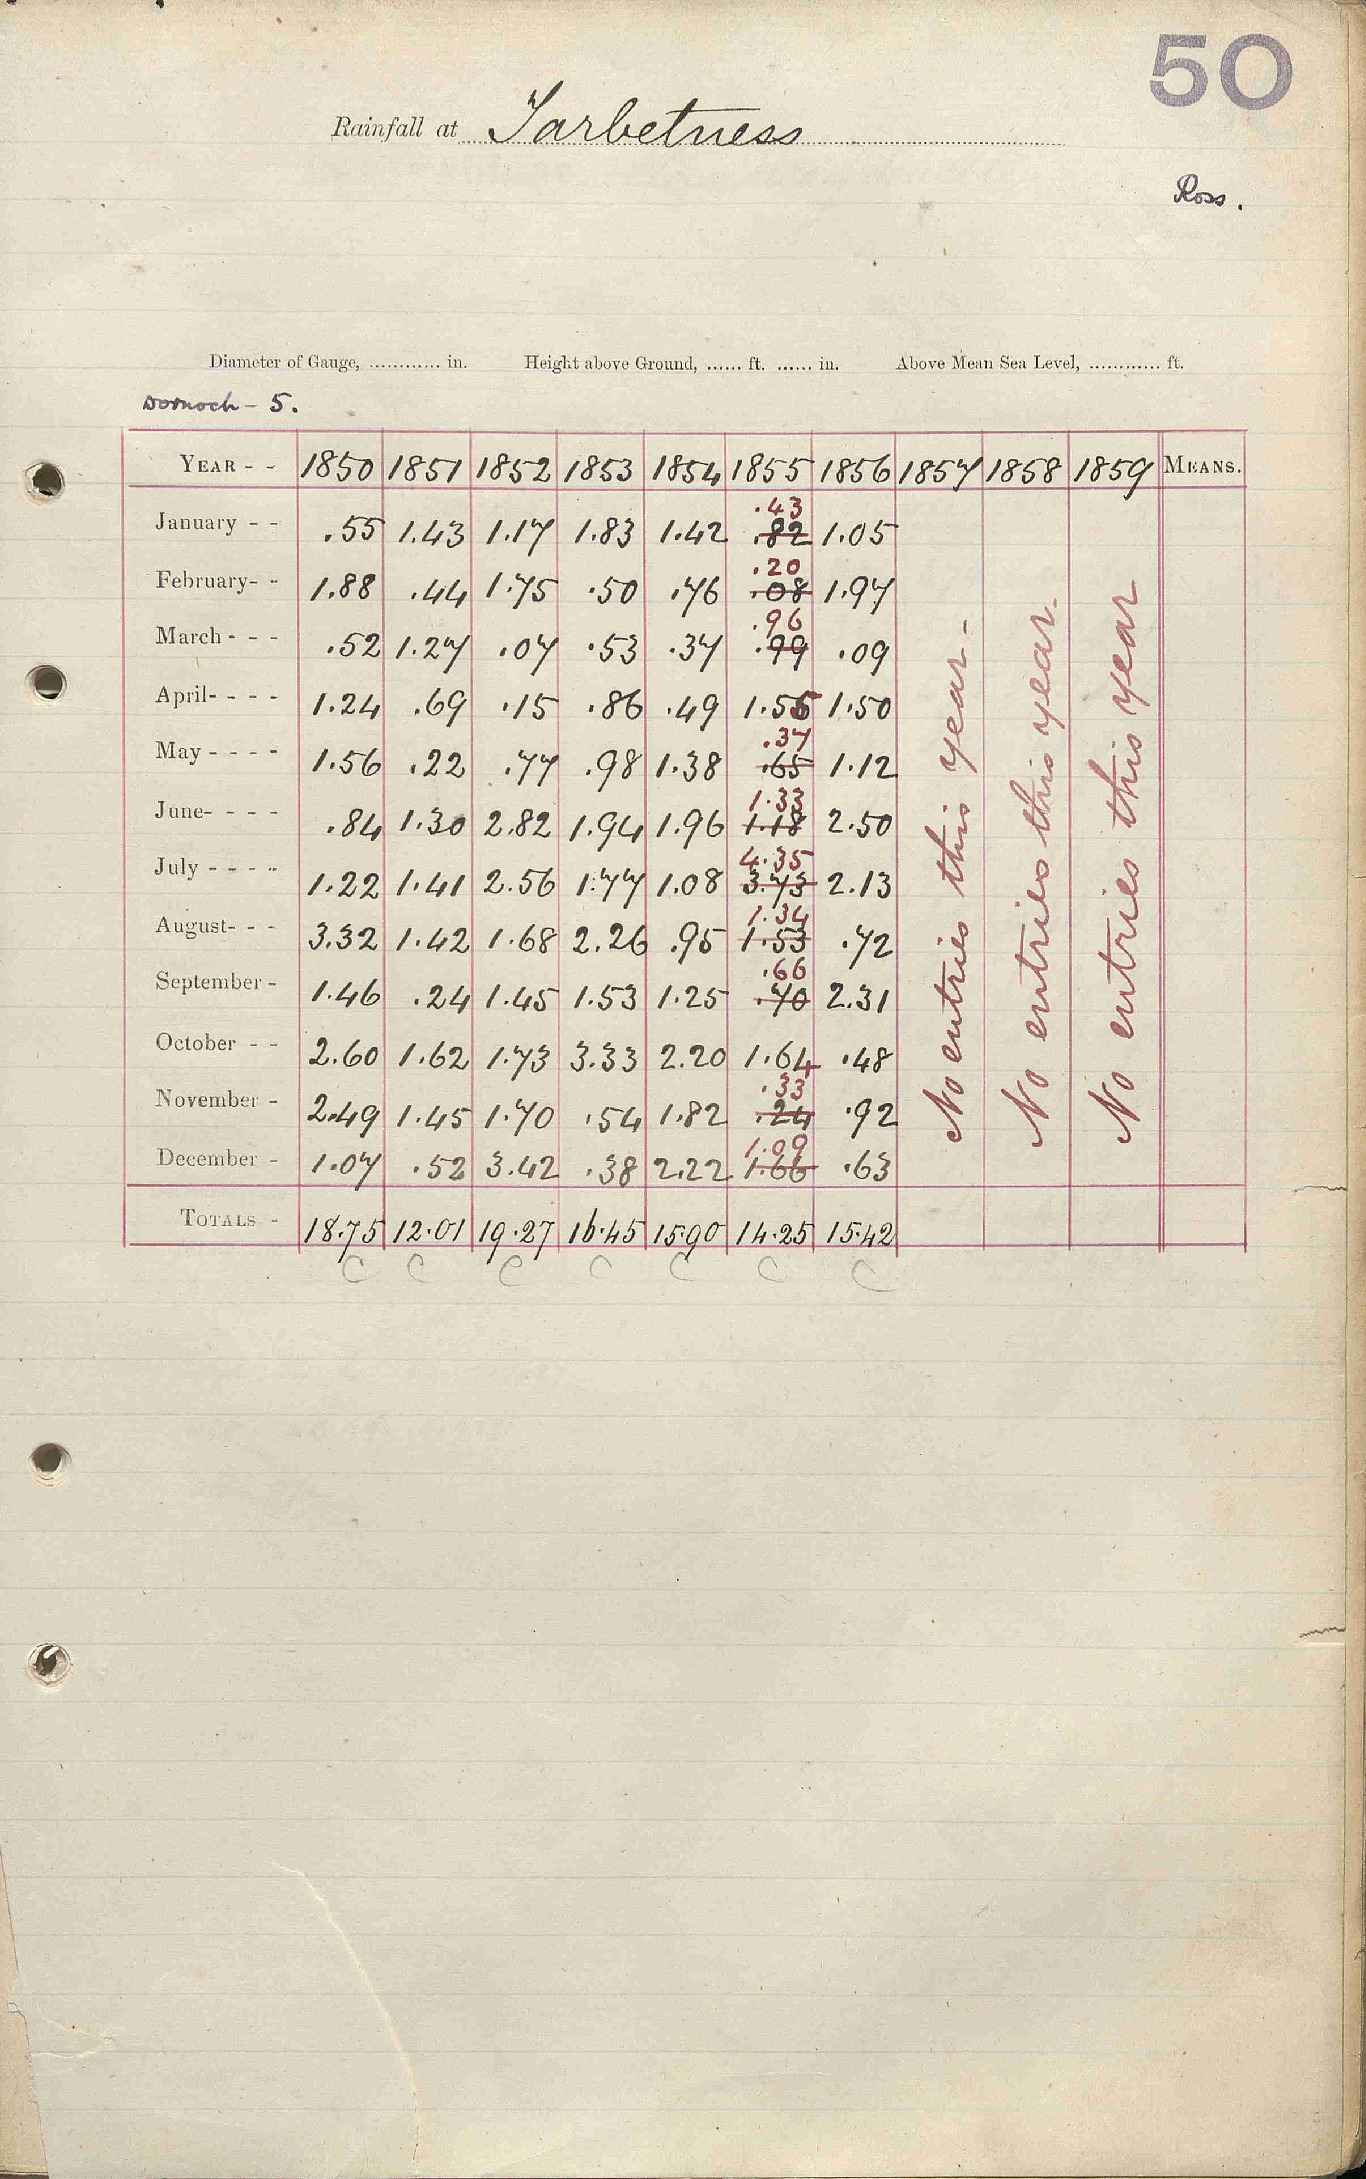 50
Rainfall at Tarbetness
Ross.
Diameter of Gauge, ............ in. Height above Ground, ...... ft. ...... in. Above Mean Sea Level, ............ ft.
Dornoch - 5.
YEAR - - 1850 1851 1852 1853 1854 1855 1856 1857 1858 1859 MEANS.
.43
January - - .55 1.43 1.17 1.83 1.42 .82 1.05
.20
February- - 1.88 .44 1.75 .50 .76 .08 1.97
.96
March - - - .52 1.27 .07 .53 .37 .99 .09
April- - - - 1.24 .69 .15 .86 .49 1.55 1.50
.37
May - - - - 1.56 .22 .77 .98 1.38 .65 1.12
1.33
June- - - - .84 1.30 2.82 1.94 1.96 1.18 2.50
4.35
July - - - - 1.22 1.41 2.56 1.77 1.08 3.73 2.13
1.34
August- - - 3.32 1.42 1.68 2.26 .95 1.53 .72
.66
September - 1.46 .24 1.45 1.53 1.25 .70 2.31
October - - 2.60 1.62 1.73 3.33 2.20 1.64 .48
.33
November - 2.49 1.45 1.70 .54 1.82 .24 .92
1.09
December - 1.07 .52 3.42 .38 2.22 1.66 .63
No entries this year -
No entries this year -
No entries this year
TOTALS - 18.75 12.01 19.27 16.45 15.90 14.25 15.42
C C C C C C C